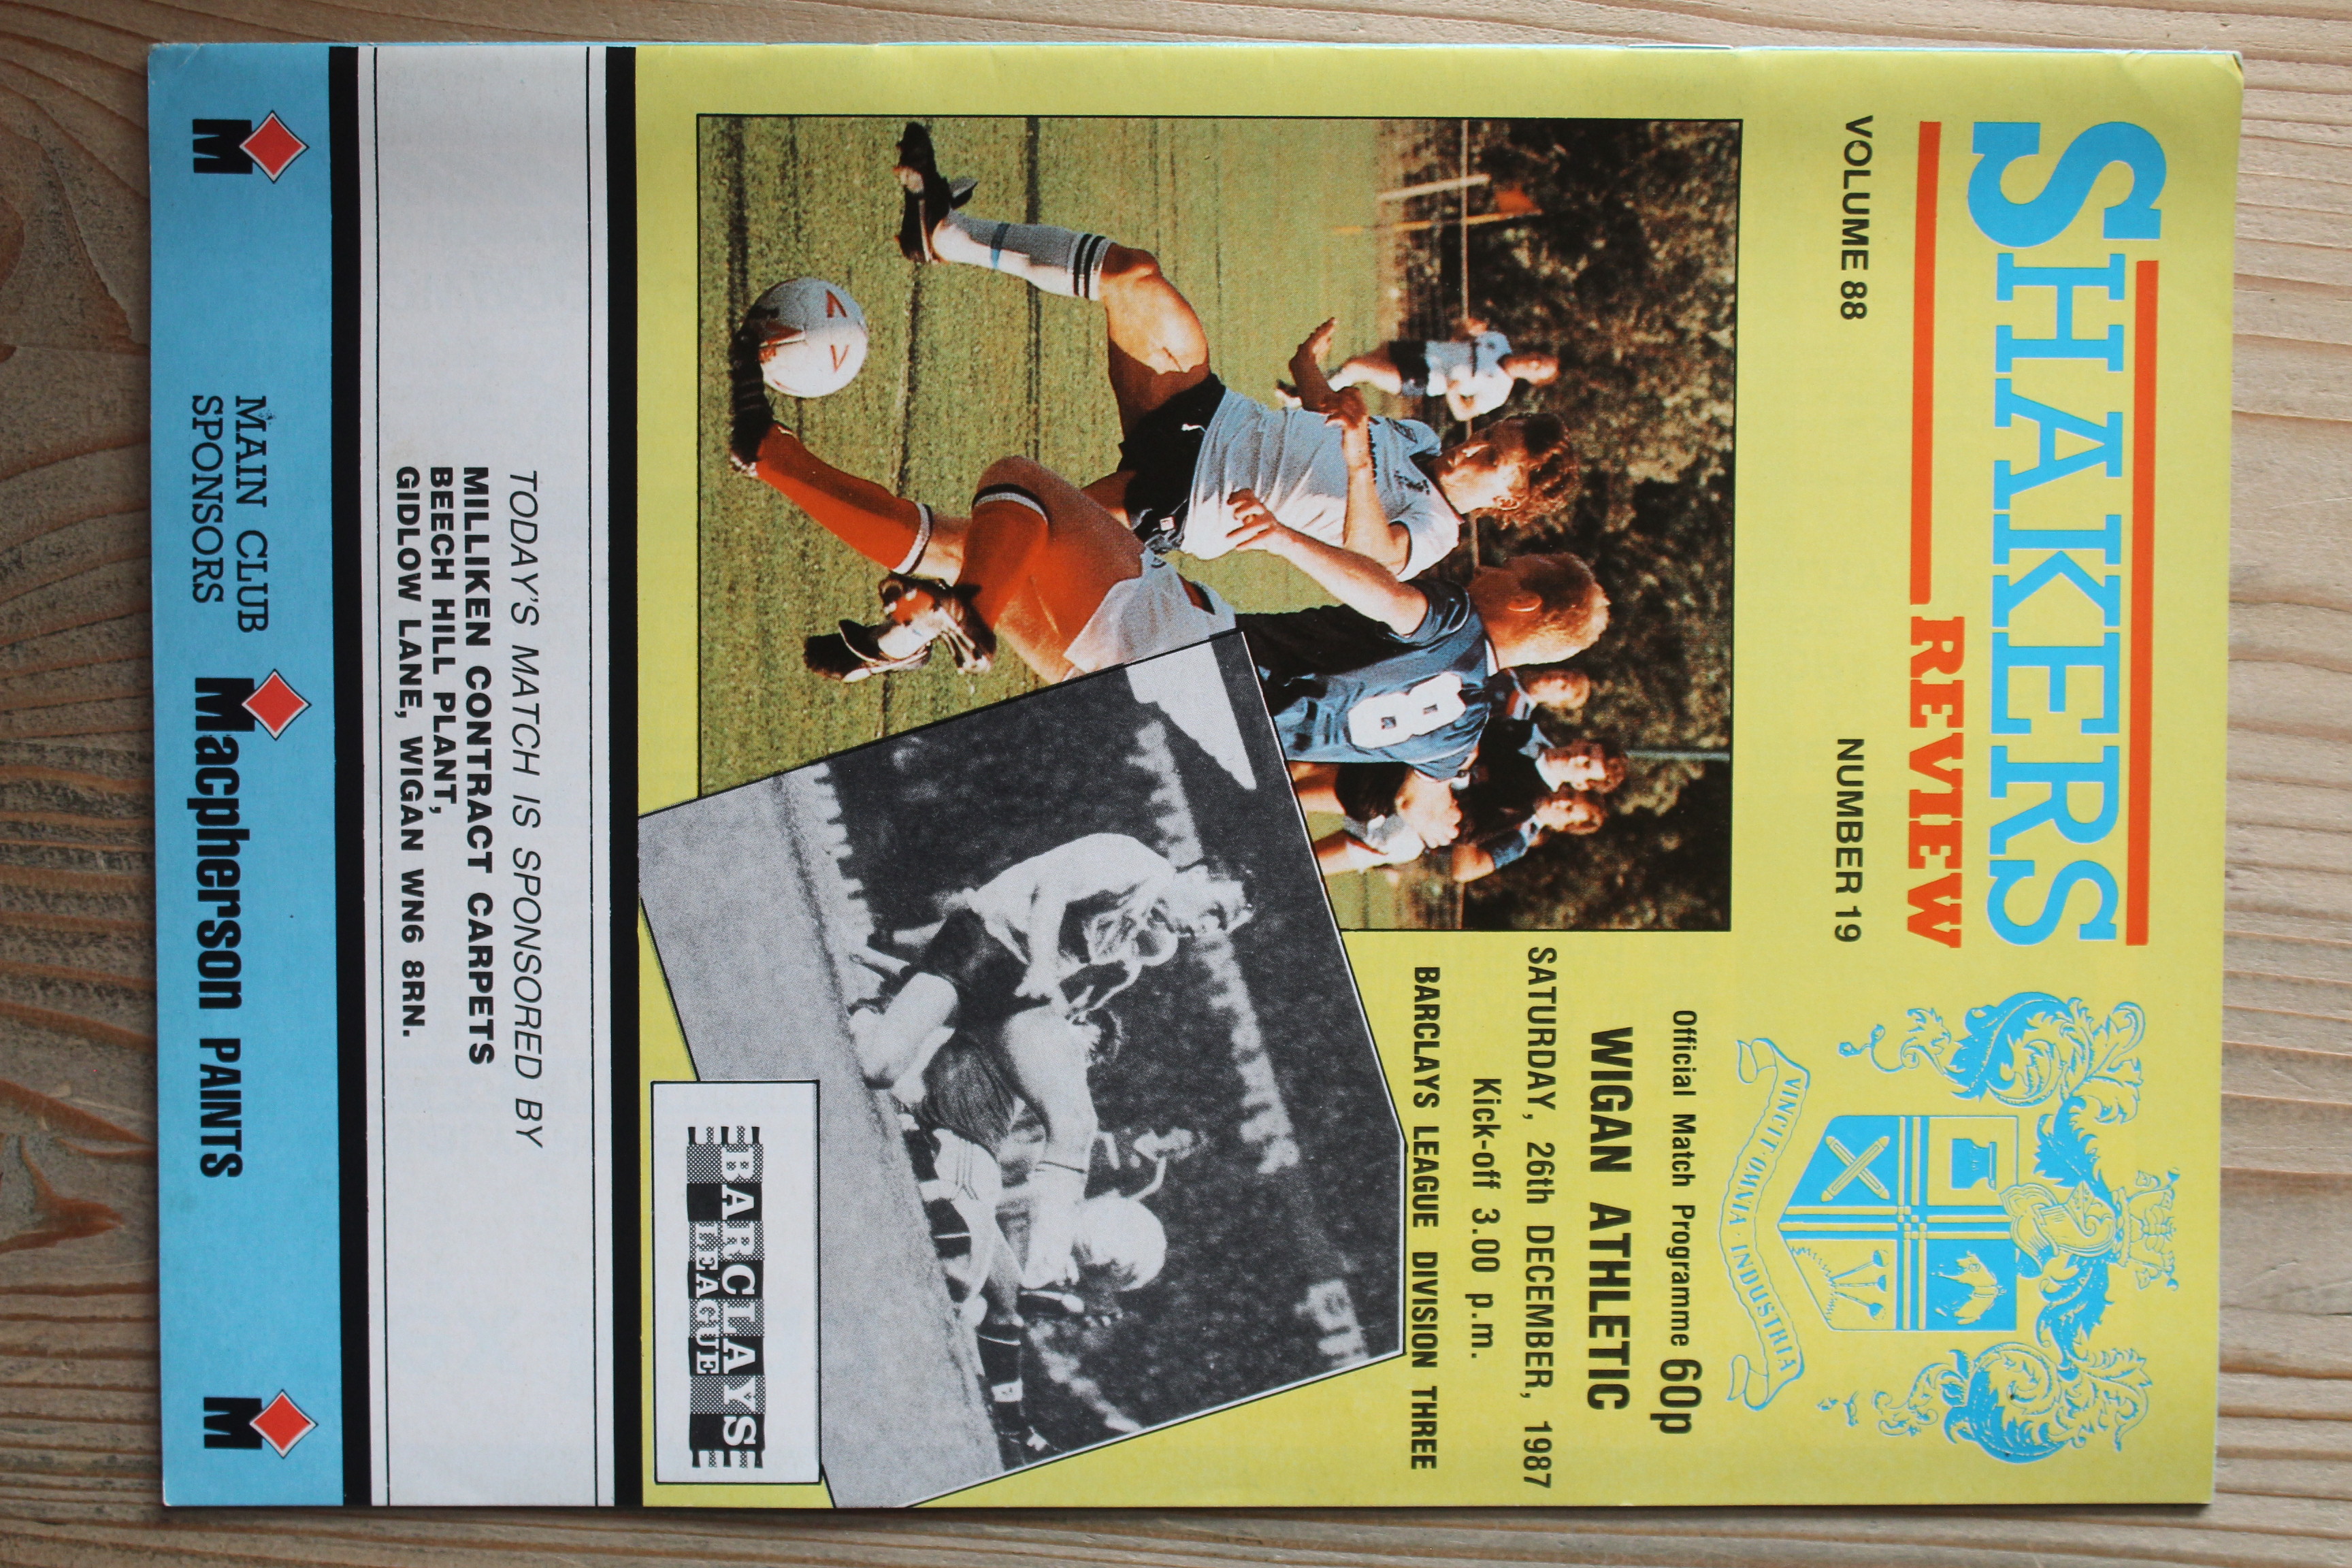 SHAKERS
REVIEW
VOLUME 88
NUMBER 19
VINCIT OMNIA · INDUSTRIA
Official Match Programme 60p
WIGAN ATHLETIC
SATURDAY, 26th DECEMBER, 1987
Kick-off 3.00 p.m.
BARCLAYS LEAGUE DIVISION THREE
8
BARCLAYS
LEAGUE
TODAY'S MATCH IS SPONSORED BY
MILLIKEN CONTRACT CARPETS
BEECH HILL PLANT,
GIDLOW LANE, WIGAN WN6 8RN.
M
MAIN CLUB
SPONSORS
Macpherson PAINTS
M